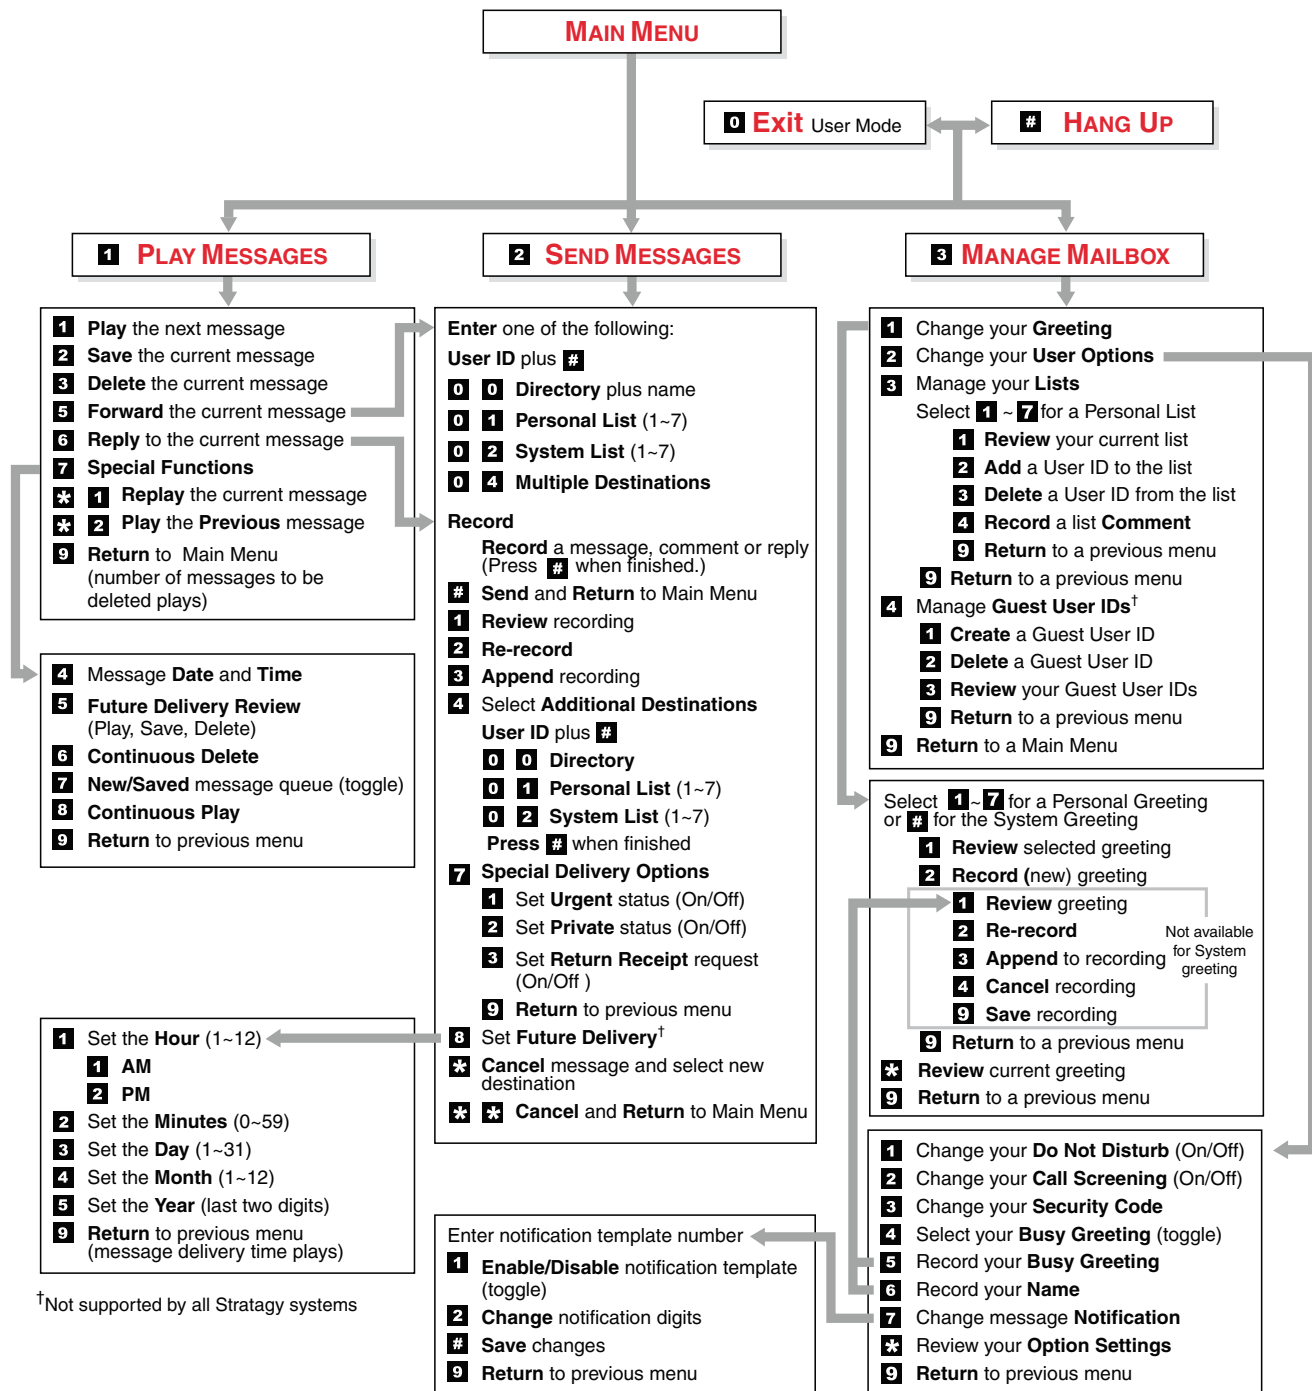 MAIN MENU
0 Exit User Mode
# HANG UP
1 PLAY MESSAGES
2 SEND MESSAGES
3 MANAGE MAILBOX
1 Play the next message
2 Save the current message
3 Delete the current message
5 Forward the current message
6 Reply to the current message
7 Special Functions
* 1 Replay the current message
* 2 Play the Previous message
9 Return to Main Menu
(number of messages to be
deleted plays)
4 Message Date and Time
5 Future Delivery Review
(Play, Save, Delete)
6 Continuous Delete
7 New/Saved message queue (toggle)
8 Continuous Play
9 Return to previous menu
1 Set the Hour (1~12)
1 AM
2 PM
2 Set the Minutes (0~59)
3 Set the Day (1~31)
4 Set the Month (1~12)
5 Set the Year (last two digits)
9 Return to previous menu
(message delivery time plays)
†Not supported by all Stratagy systems
Enter one of the following:
User ID plus #
0 0 Directory plus name
0 1 Personal List (1~7)
0 2 System List (1~7)
0 4 Multiple Destinations
Record
Record a message, comment or reply
(Press # when finished.)
# Send and Return to Main Menu
1 Review recording
2 Re-record
3 Append recording
4 Select Additional Destinations
User ID plus #
0 0 Directory
0 1 Personal List (1~7)
0 2 System List (1~7)
Press # when finished
7 Special Delivery Options
1 Set Urgent status (On/Off)
2 Set Private status (On/Off)
3 Set Return Receipt request
(On/Off )
9 Return to previous menu
8 Set Future Delivery†
* Cancel message and select new
destination
* * Cancel and Return to Main Menu
Enter notification template number
1 Enable/Disable notification template
(toggle)
2 Change notification digits
# Save changes
9 Return to previous menu
1 Change your Greeting
2 Change your User Options
3 Manage your Lists
Select 1 ~ 7 for a Personal List
1 Review your current list
2 Add a User ID to the list
3 Delete a User ID from the list
4 Record a list Comment
9 Return to a previous menu
9 Return to a previous menu
4 Manage Guest User IDs†
1 Create a Guest User ID
2 Delete a Guest User ID
3 Review your Guest User IDs
9 Return to a previous menu
9 Return to a Main Menu
Select 1 ~ 7 for a Personal Greeting
or # for the System Greeting
1 Review selected greeting
2 Record (new) greeting
1 Review greeting
2 Re-record
3 Append to recording
4 Cancel recording
9 Save recording
Not available
for System
greeting
9 Return to a previous menu
* Review current greeting
9 Return to a previous menu
1 Change your Do Not Disturb (On/Off)
2 Change your Call Screening (On/Off)
3 Change your Security Code
4 Select your Busy Greeting (toggle)
5 Record your Busy Greeting
6 Record your Name
7 Change message Notification
* Review your Option Settings
9 Return to previous menu